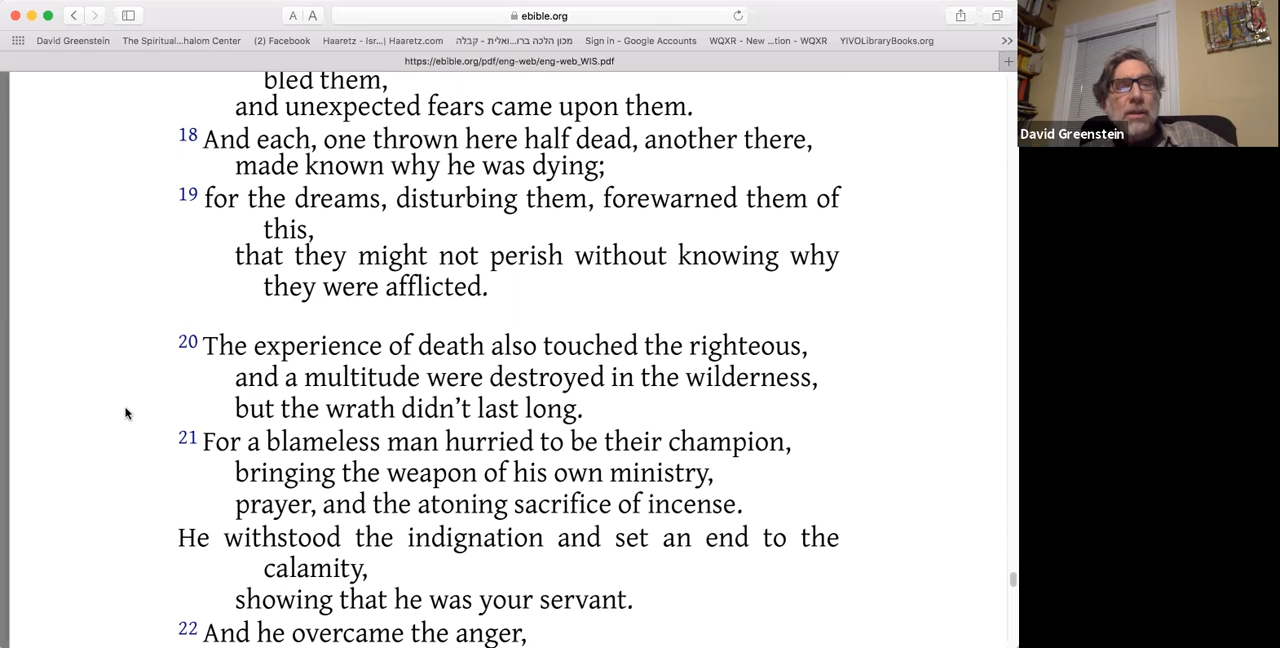 A A
ebible.org
David Greenstein The Spiritual...halom Center (2) Facebook Haaretz - Isr...| Haaretz.com מכון הלכה ברו...ואלית - קבלה Sign in - Google Accounts WQXR - New ...tion - WQXR YIVOLibraryBooks.org >>
https://ebible.org/pdf/eng-web/eng-web_WIS.pdf +
bled them,
and unexpected fears came upon them.
18 And each, one thrown here half dead, another there,
made known why he was dying;
19 for the dreams, disturbing them, forewarned them of
this,
that they might not perish without knowing why
they were afflicted.
20 The experience of death also touched the righteous,
and a multitude were destroyed in the wilderness,
but the wrath didn’t last long.
21 For a blameless man hurried to be their champion,
bringing the weapon of his own ministry,
prayer, and the atoning sacrifice of incense.
He withstood the indignation and set an end to the
calamity,
showing that he was your servant.
22 And he overcame the anger,
David Greenstein